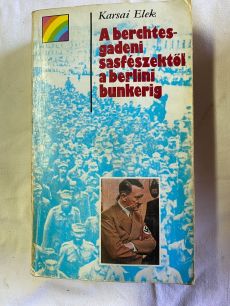 Karsai Elek
A berchtes-
gadeni
sasfészektől
a berlini
bunkerig